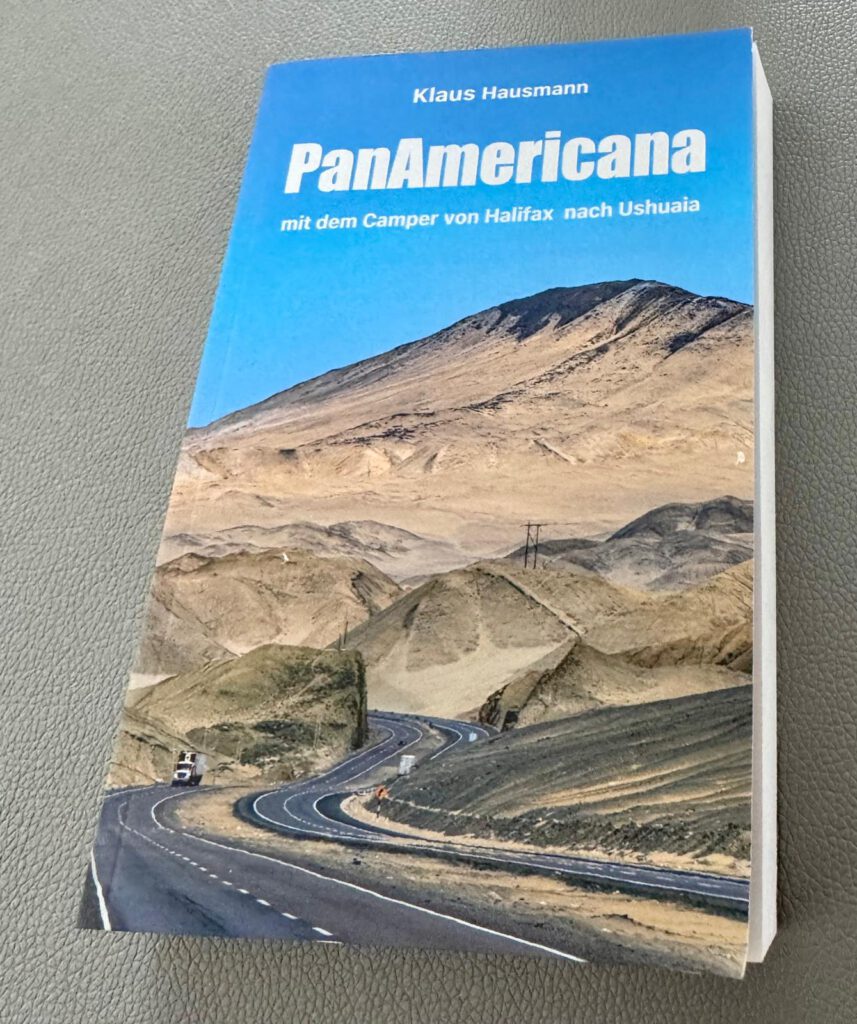 Klaus Hausmann
PanAmericana
mit dem Camper von Halifax nach Ushuaia